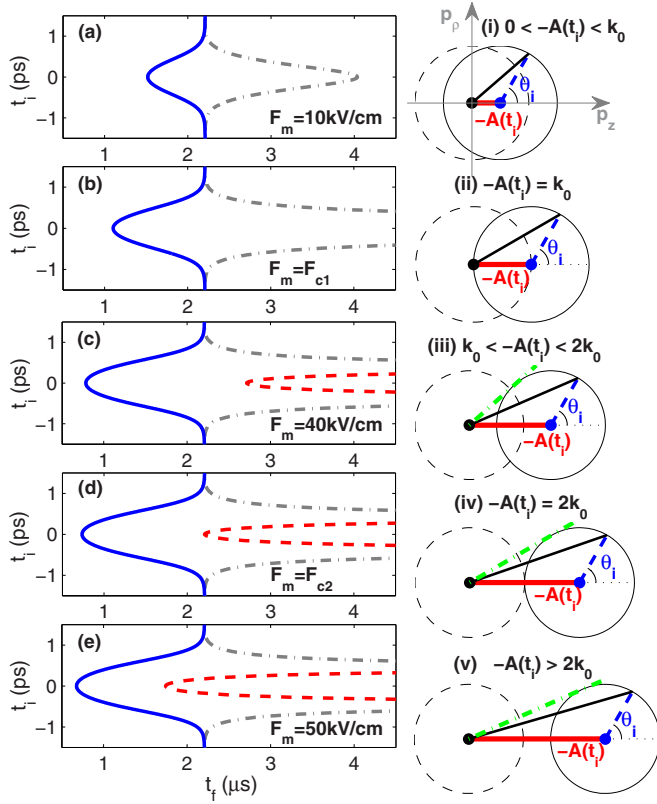 (a)
t_i (ps)
1
0
−1
F_m=10kV/cm
2
3
4
(b)
t_i (ps)
1
0
−1
F_m=F_c1
2
3
4
(c)
t_i (ps)
1
0
−1
F_m=40kV/cm
2
3
4
(d)
t_i (ps)
1
0
−1
F_m=F_c2
2
3
4
(e)
t_i (ps)
1
0
−1
F_m=50kV/cm
1
2
3
4
t_f (μs)
p_ρ
(i) 0 < −A(t_i) < k_0
θ_i
−A(t_i)
p_z
(ii) −A(t_i) = k_0
θ_i
−A(t_i)
(iii) k_0 < −A(t_i) < 2k_0
θ_i
−A(t_i)
(iv) −A(t_i) = 2k_0
θ_i
−A(t_i)
(v) −A(t_i) > 2k_0
θ_i
−A(t_i)